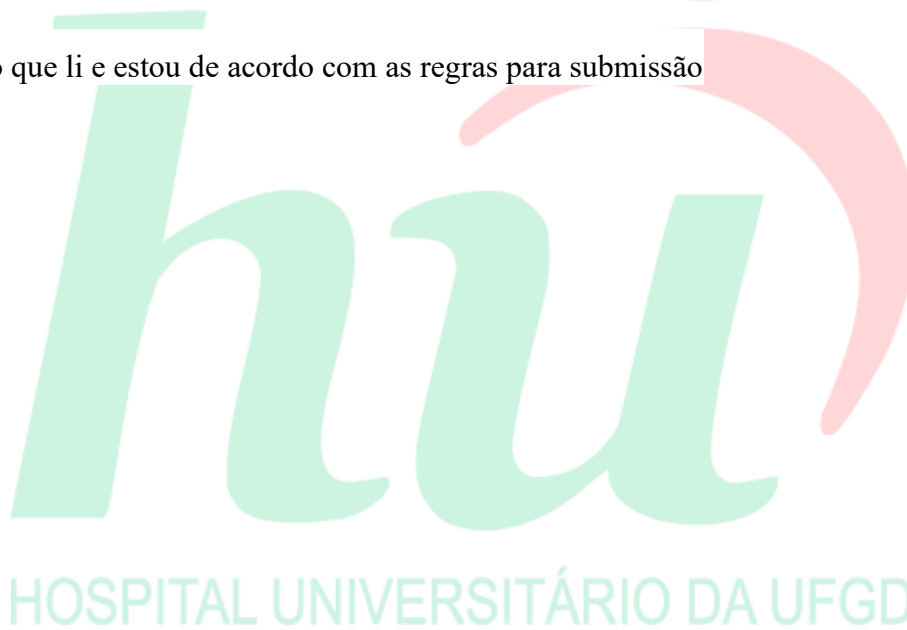 que li e estou de acordo com as regras para submissão
hu
HOSPITAL UNIVERSITÁRIO DA UFGD